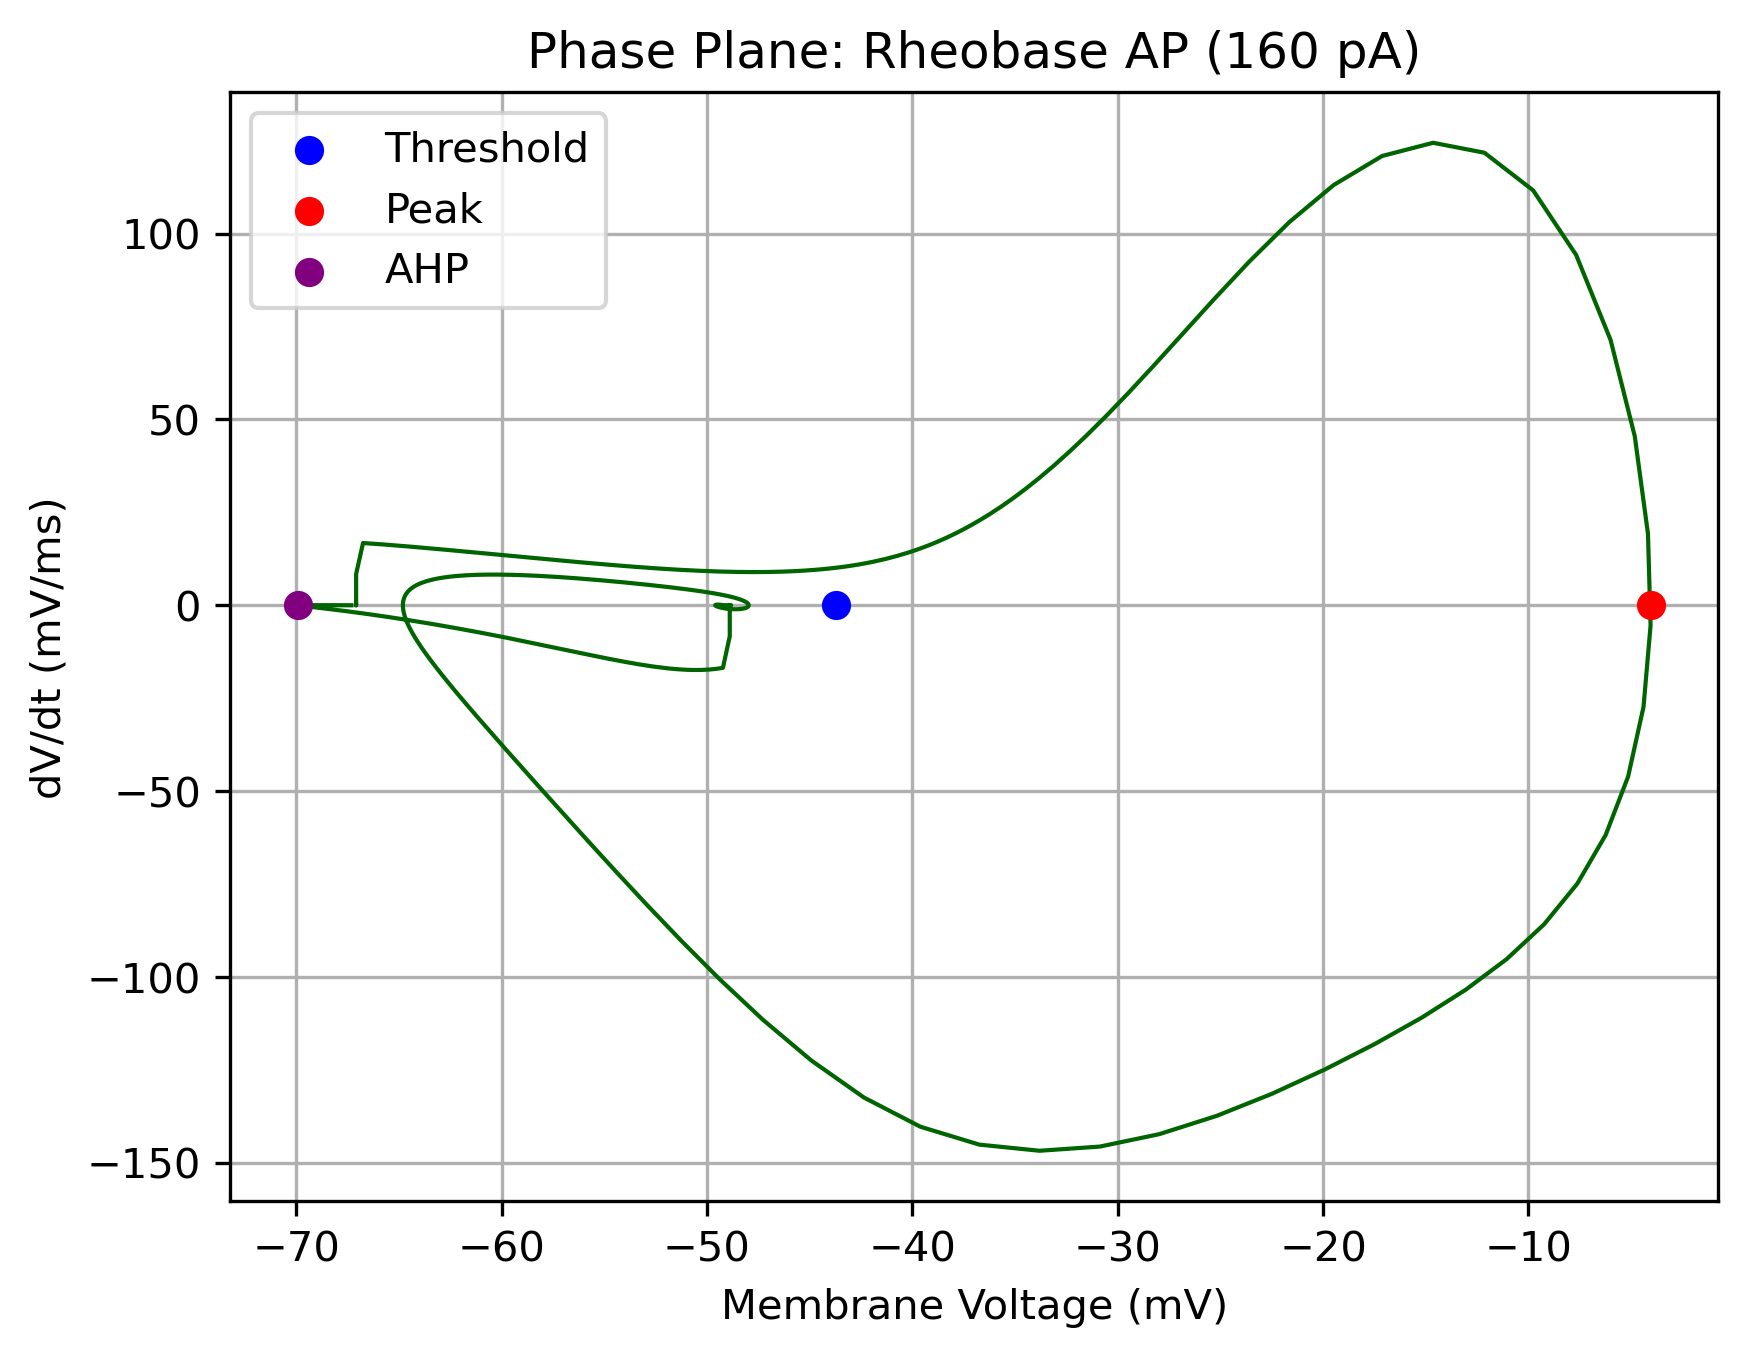 Phase Plane: Rheobase AP (160 pA)
Threshold
Peak
AHP
dV/dt (mV/ms)
100
50
0
−50
−100
−150
−70 −60 −50 −40 −30 −20 −10
Membrane Voltage (mV)